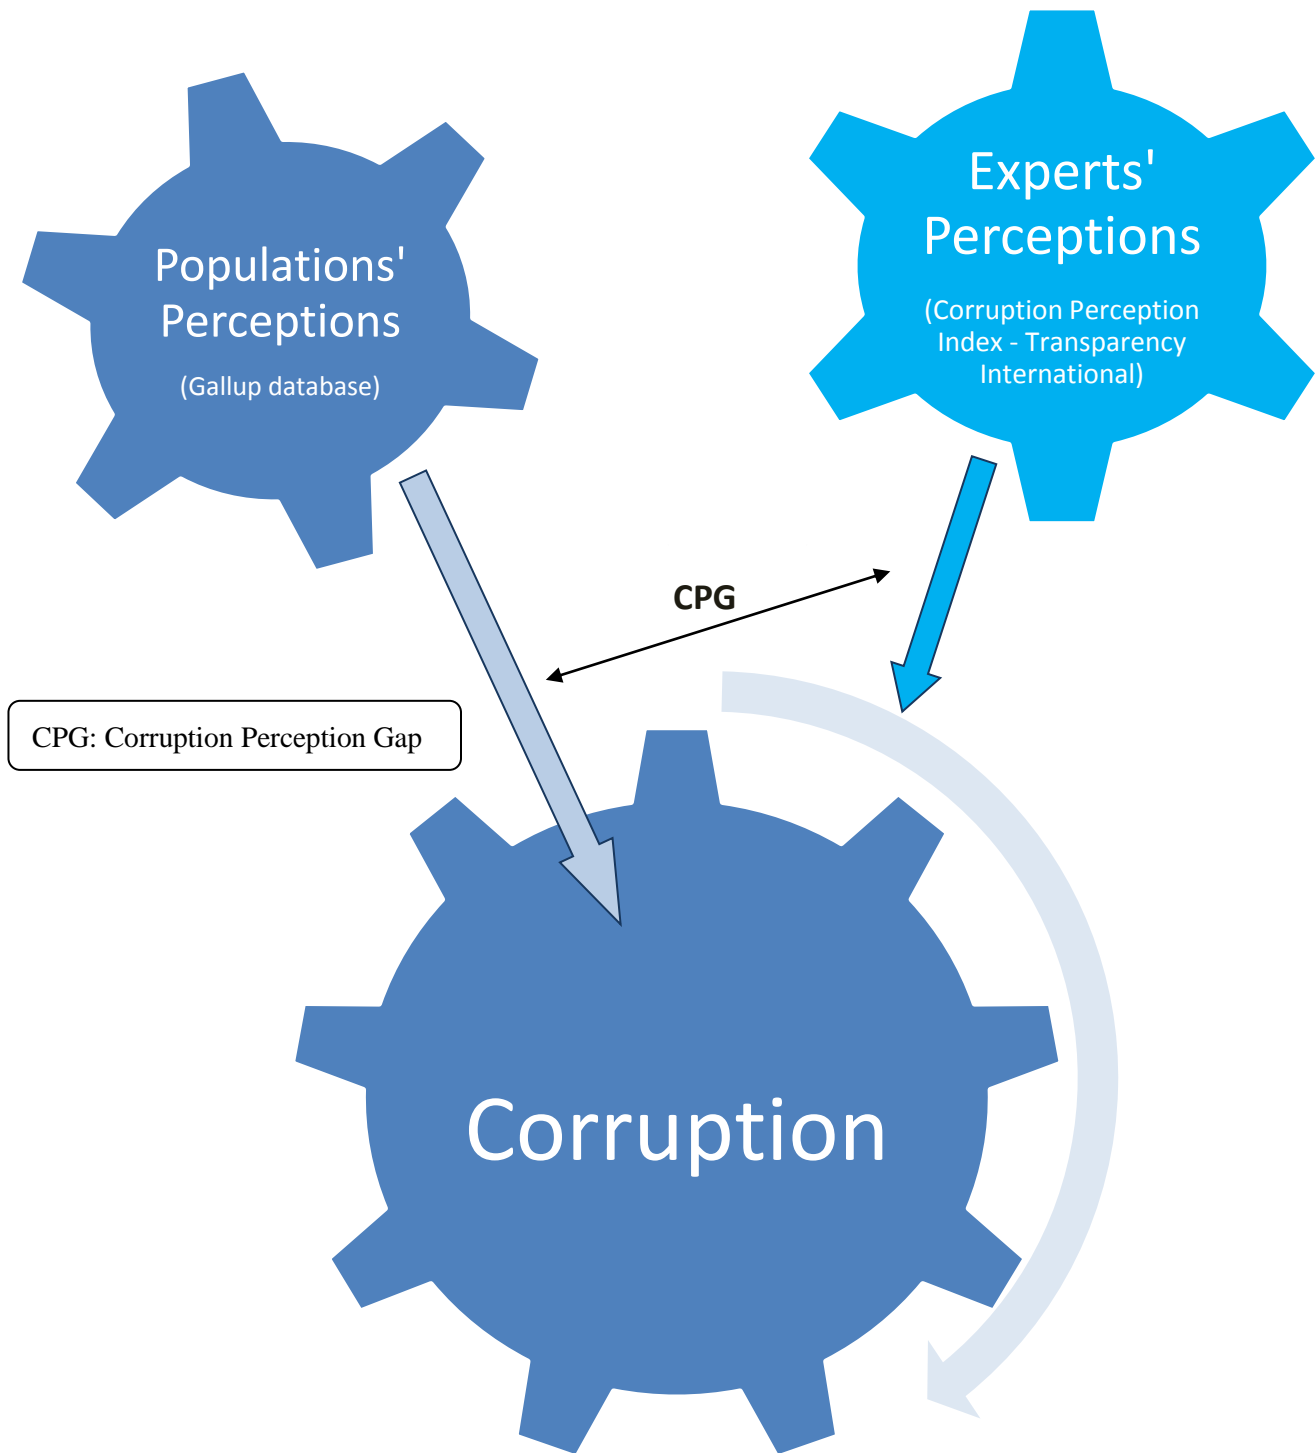 Populations'
Perceptions
(Gallup database)
Experts'
Perceptions
(Corruption Perception
Index - Transparency
International)
CPG
CPG: Corruption Perception Gap
Corruption